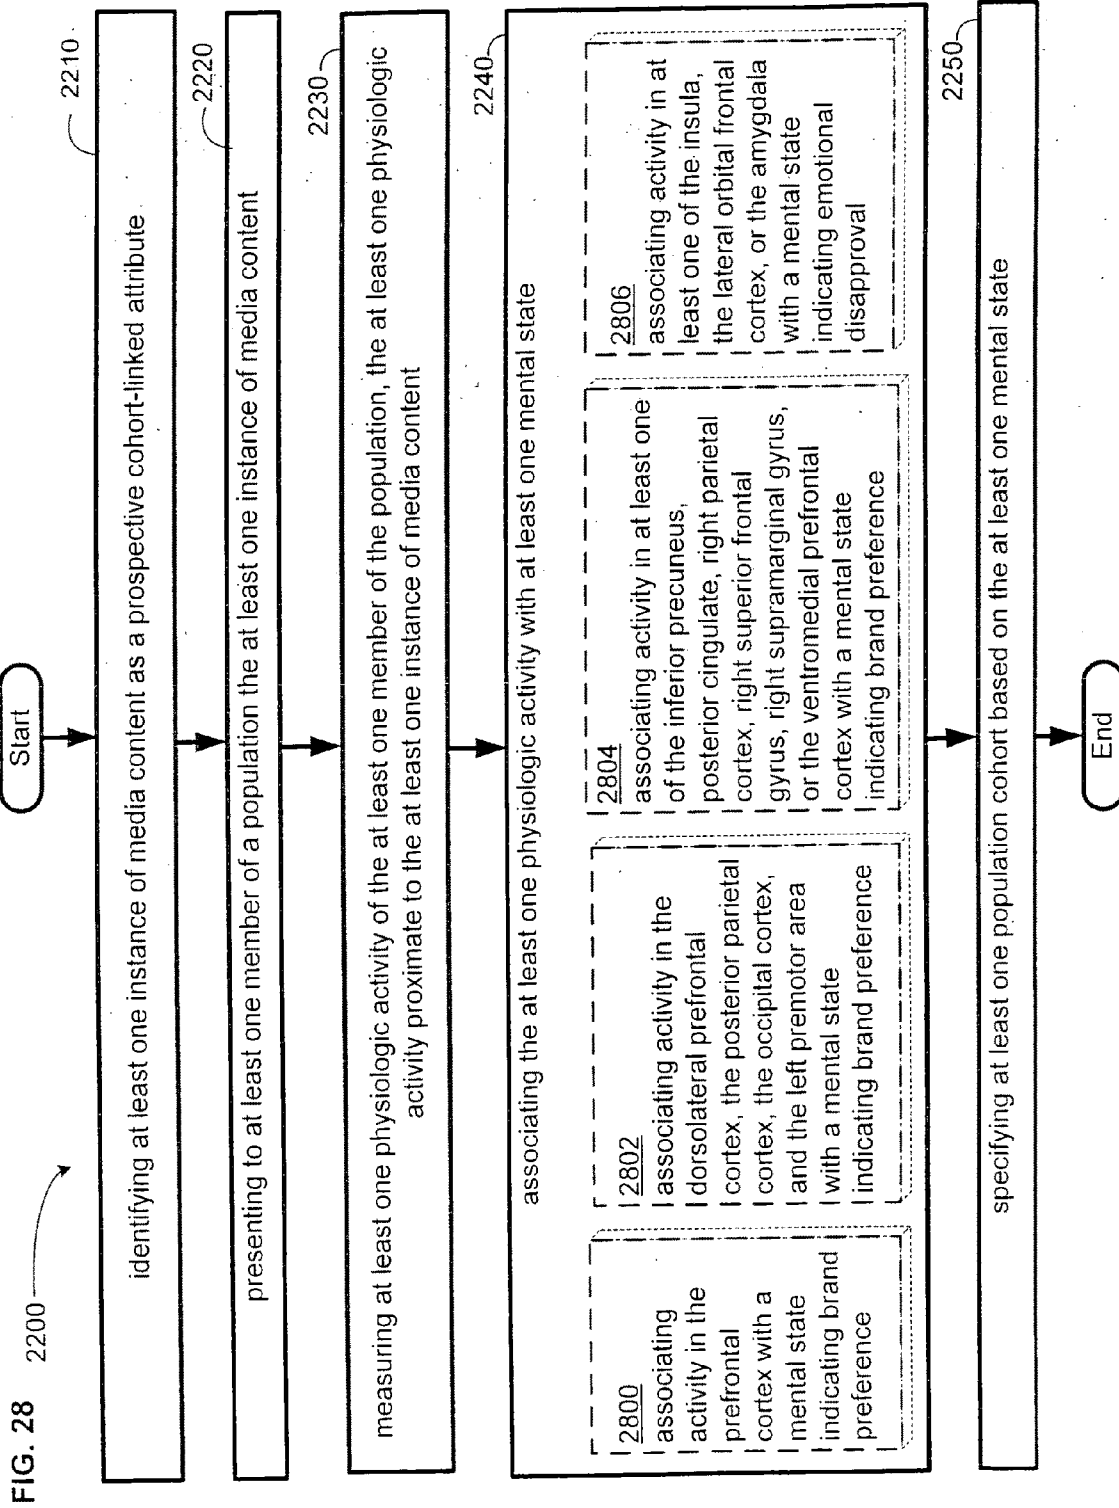 FIG. 28
2200
Start
2210
identifying at least one instance of media content as a prospective cohort-linked attribute
2220
presenting to at least one member of a population the at least one instance of media content
2230
measuring at least one physiologic activity of the at least one member of the population, the at least one physiologic
activity proximate to the at least one instance of media content
2240
associating the at least one physiologic activity with at least one mental state
2800
associating
activity in the
prefrontal
cortex with a
mental state
indicating brand
preference
2802
associating activity in the
dorsolateral prefrontal
cortex, the posterior parietal
cortex, the occipital cortex,
and the left premotor area
with a mental state
indicating brand preference
2804
associating activity in at least one
of the inferior precuneus,
posterior cingulate, right parietal
cortex, right superior frontal
gyrus, right supramarginal gyrus,
or the ventromedial prefrontal
cortex with a mental state
indicating brand preference
2806
associating activity in at
least one of the insula,
the lateral orbital frontal
cortex, or the amygdala
with a mental state
indicating emotional
disapproval
2250
specifying at least one population cohort based on the at least one mental state
End